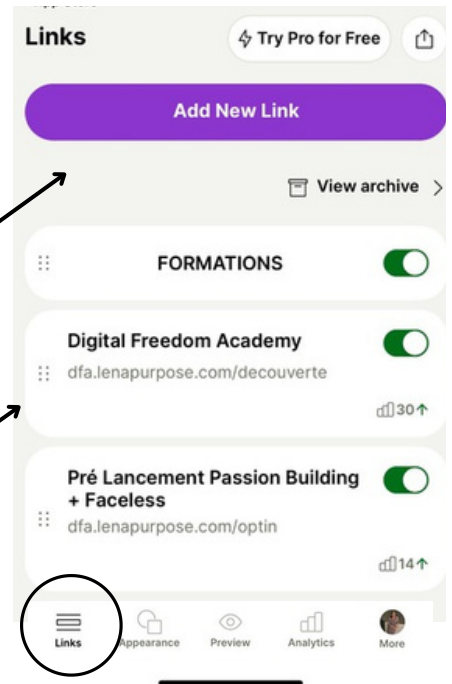 Links
Try Pro for Free
Add New Link
View archive
FORMATIONS
Digital Freedom Academy
dfa.lenapurpose.com/decouverte
30
Pré Lancement Passion Building
+ Faceless
dfa.lenapurpose.com/optin
14
Links Appearance Preview Analytics More